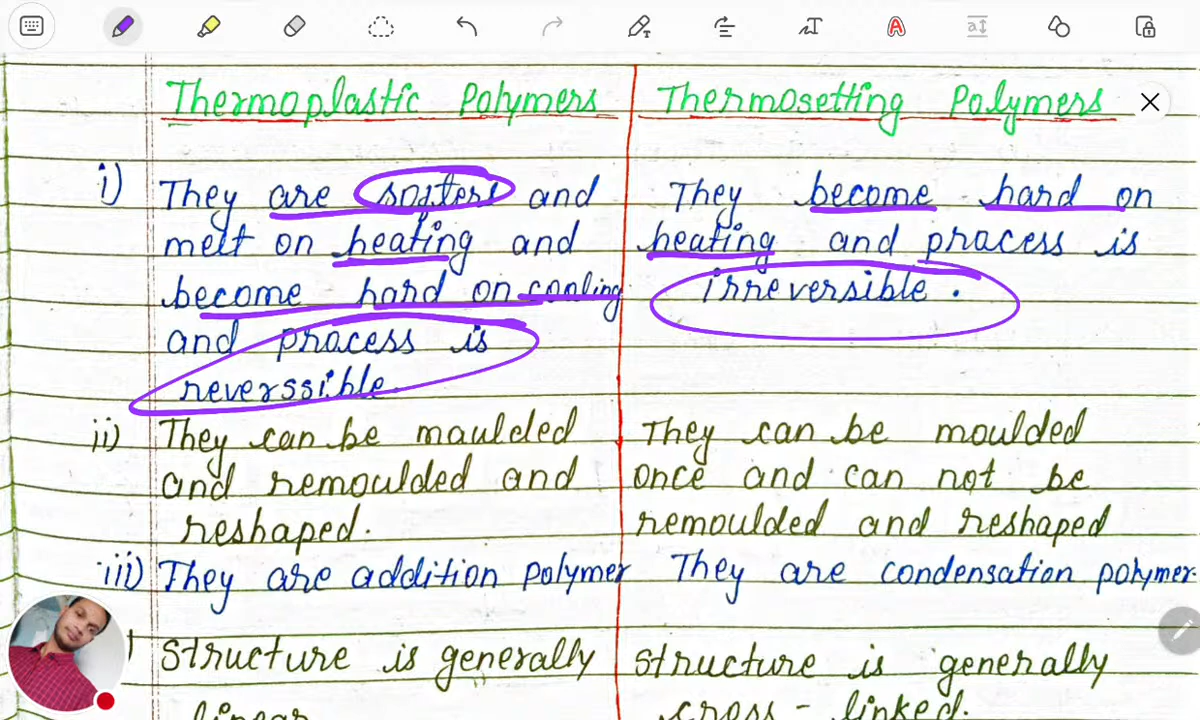 Thermoplastic Polymers
Thermosetting Polymers
i)
They are softers and
melt on heating and
become hard on cooling
and process is
reverssible.
They become hard on
heating and process is
irreversible.
ii)
They can be maulded
and remoulded and
reshaped.
They can be moulded
once and can not be
remoulded and reshaped
iii)
They are addition polymer
They are condensation polymer.
Structure is generally
linear
Structure is generally
cross-linked.